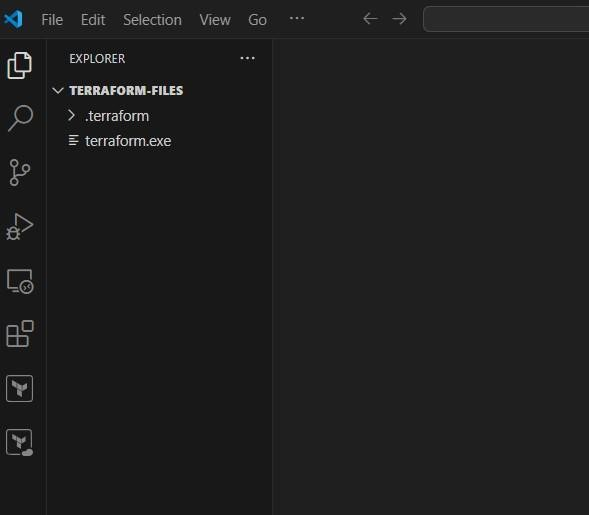 File Edit Selection View Go ...
EXPLORER ...
TERRAFORM-FILES
.terraform
terraform.exe